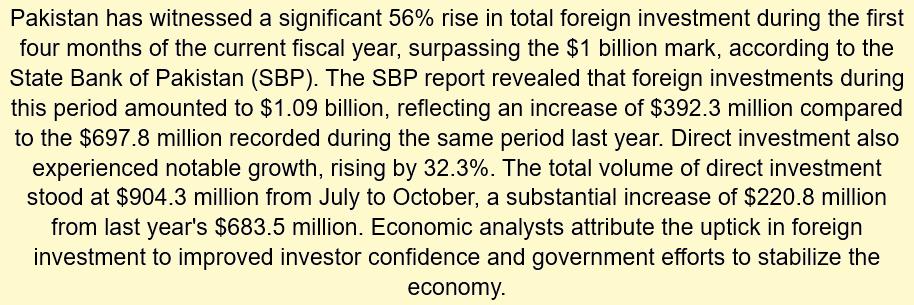 Pakistan has witnessed a significant 56% rise in total foreign investment during the first
four months of the current fiscal year, surpassing the $1 billion mark, according to the
State Bank of Pakistan (SBP). The SBP report revealed that foreign investments during
this period amounted to $1.09 billion, reflecting an increase of $392.3 million compared
to the $697.8 million recorded during the same period last year. Direct investment also
experienced notable growth, rising by 32.3%. The total volume of direct investment
stood at $904.3 million from July to October, a substantial increase of $220.8 million
from last year's $683.5 million. Economic analysts attribute the uptick in foreign
investment to improved investor confidence and government efforts to stabilize the
economy.